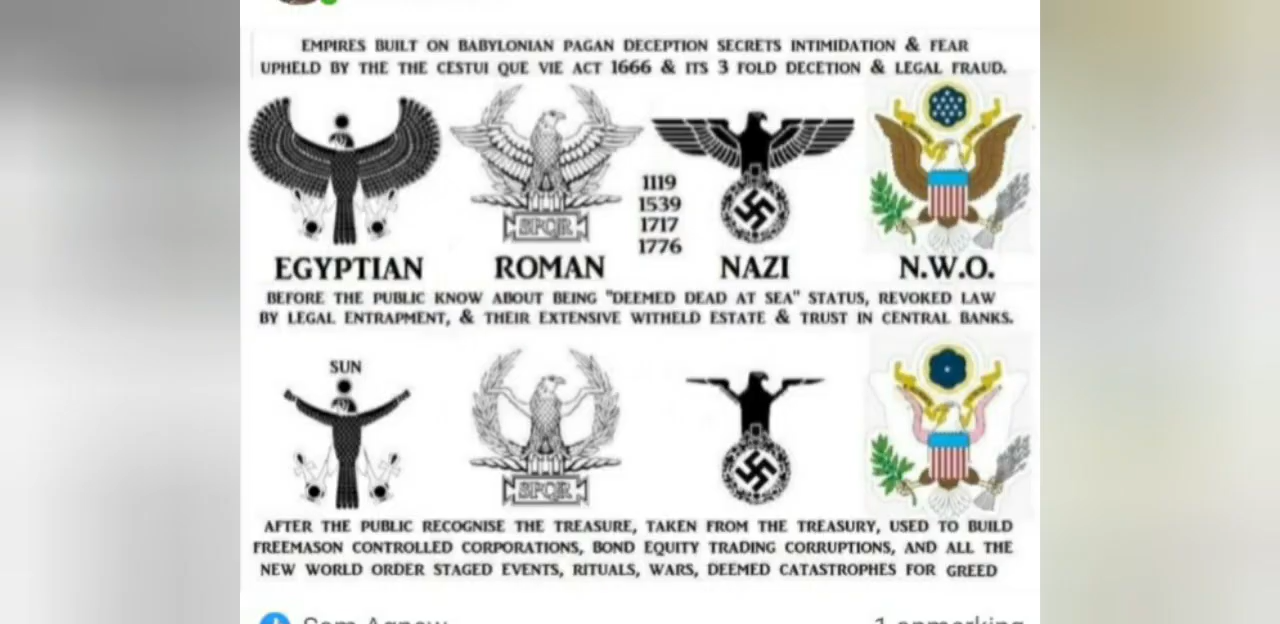 EMPIRES BUILT ON BABYLONIAN PAGAN DECEPTION SECRETS INTIMIDATION & FEAR
UPHELD BY THE THE CESTUI QUE VIE ACT 1666 & ITS 3 FOLD DECETION & LEGAL FRAUD.
1119
1539
1717
1776
SPQR
EGYPTIAN ROMAN NAZI N.W.O.
BEFORE THE PUBLIC KNOW ABOUT BEING "DEEMED DEAD AT SEA" STATUS, REVOKED LAW
BY LEGAL ENTRAPMENT, & THEIR EXTENSIVE WITHELD ESTATE & TRUST IN CENTRAL BANKS.
SUN
SPQR
AFTER THE PUBLIC RECOGNISE THE TREASURE, TAKEN FROM THE TREASURY, USED TO BUILD
FREEMASON CONTROLLED CORPORATIONS, BOND EQUITY TRADING CORRUPTIONS, AND ALL THE
NEW WORLD ORDER STAGED EVENTS, RITUALS, WARS, DEEMED CATASTROPHES FOR GREED